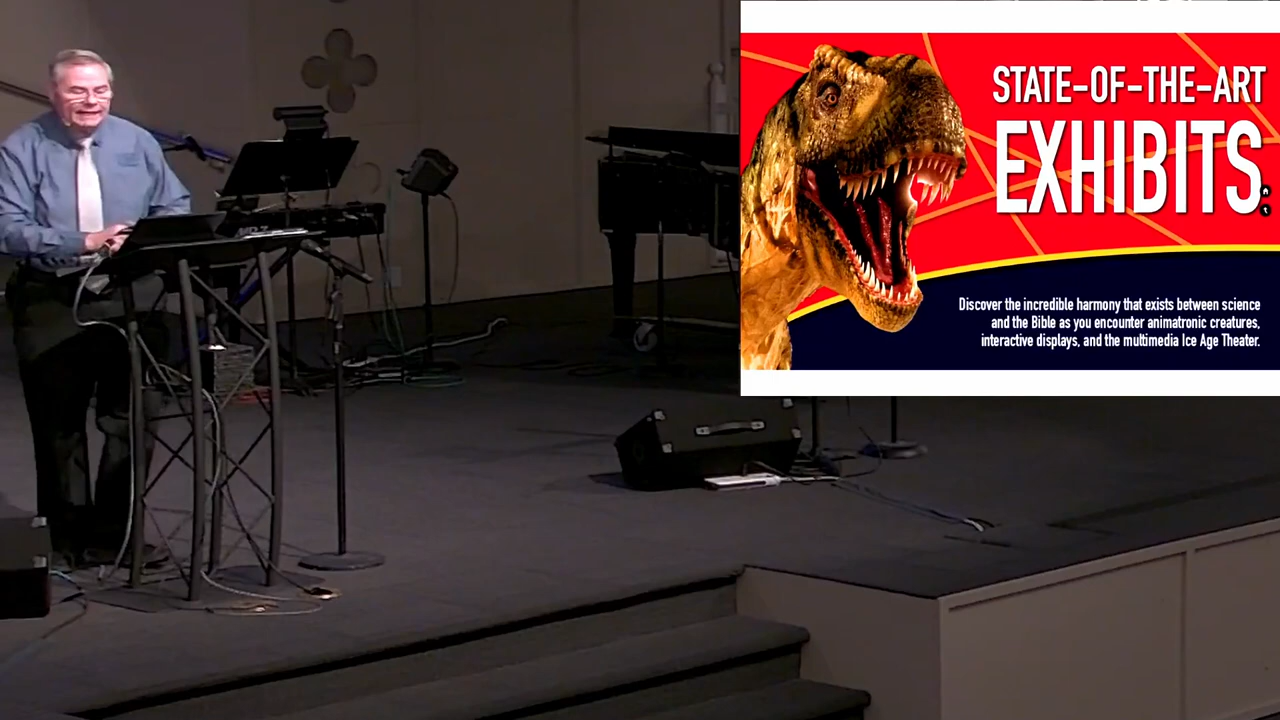 STATE-OF-THE-ART
EXHIBITS
Discover the incredible harmony that exists between science
and the Bible as you encounter animatronic creatures,
interactive displays, and the multimedia Ice Age Theater.